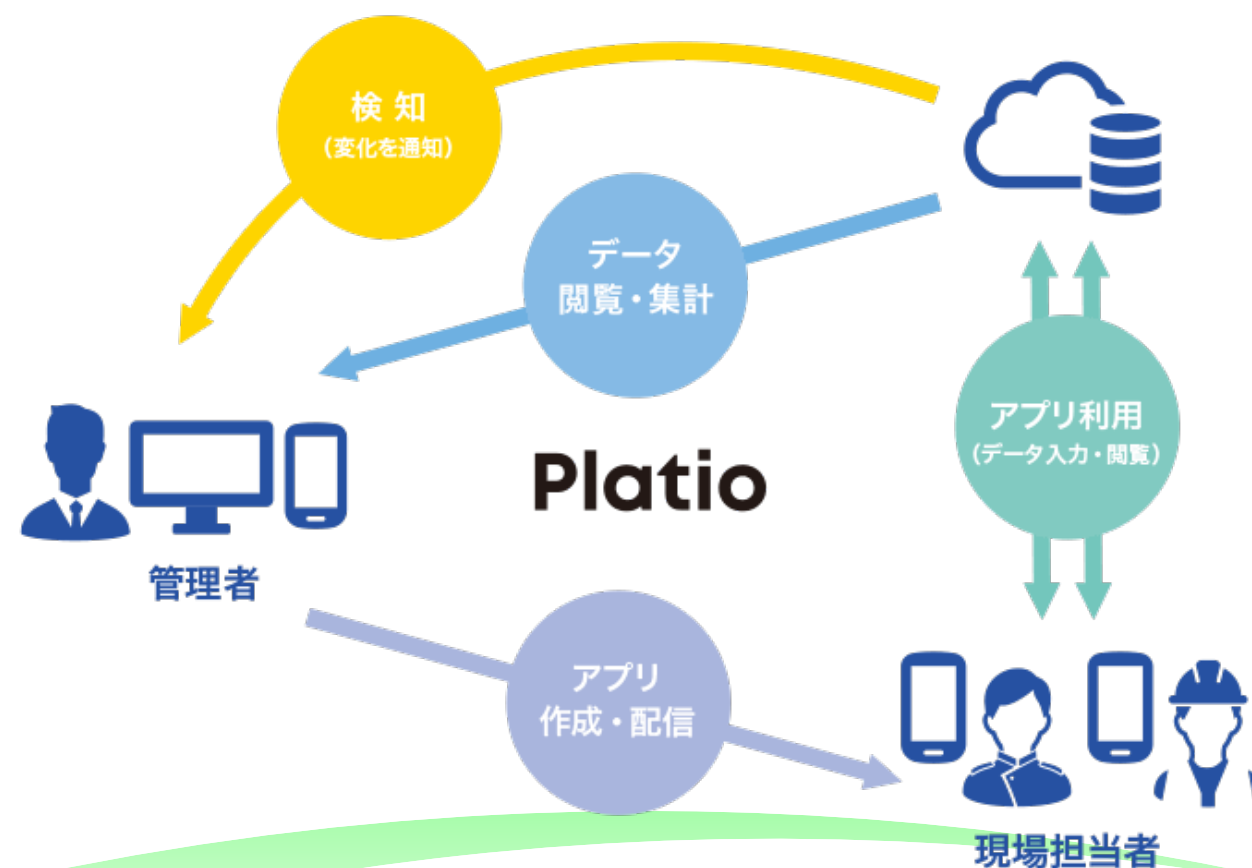 検 知
(変化を通知)
データ
閲覧・集計
アプリ利用
(データ入力・閲覧)
Platio
管理者
アプリ
作成・配信
現場担当者